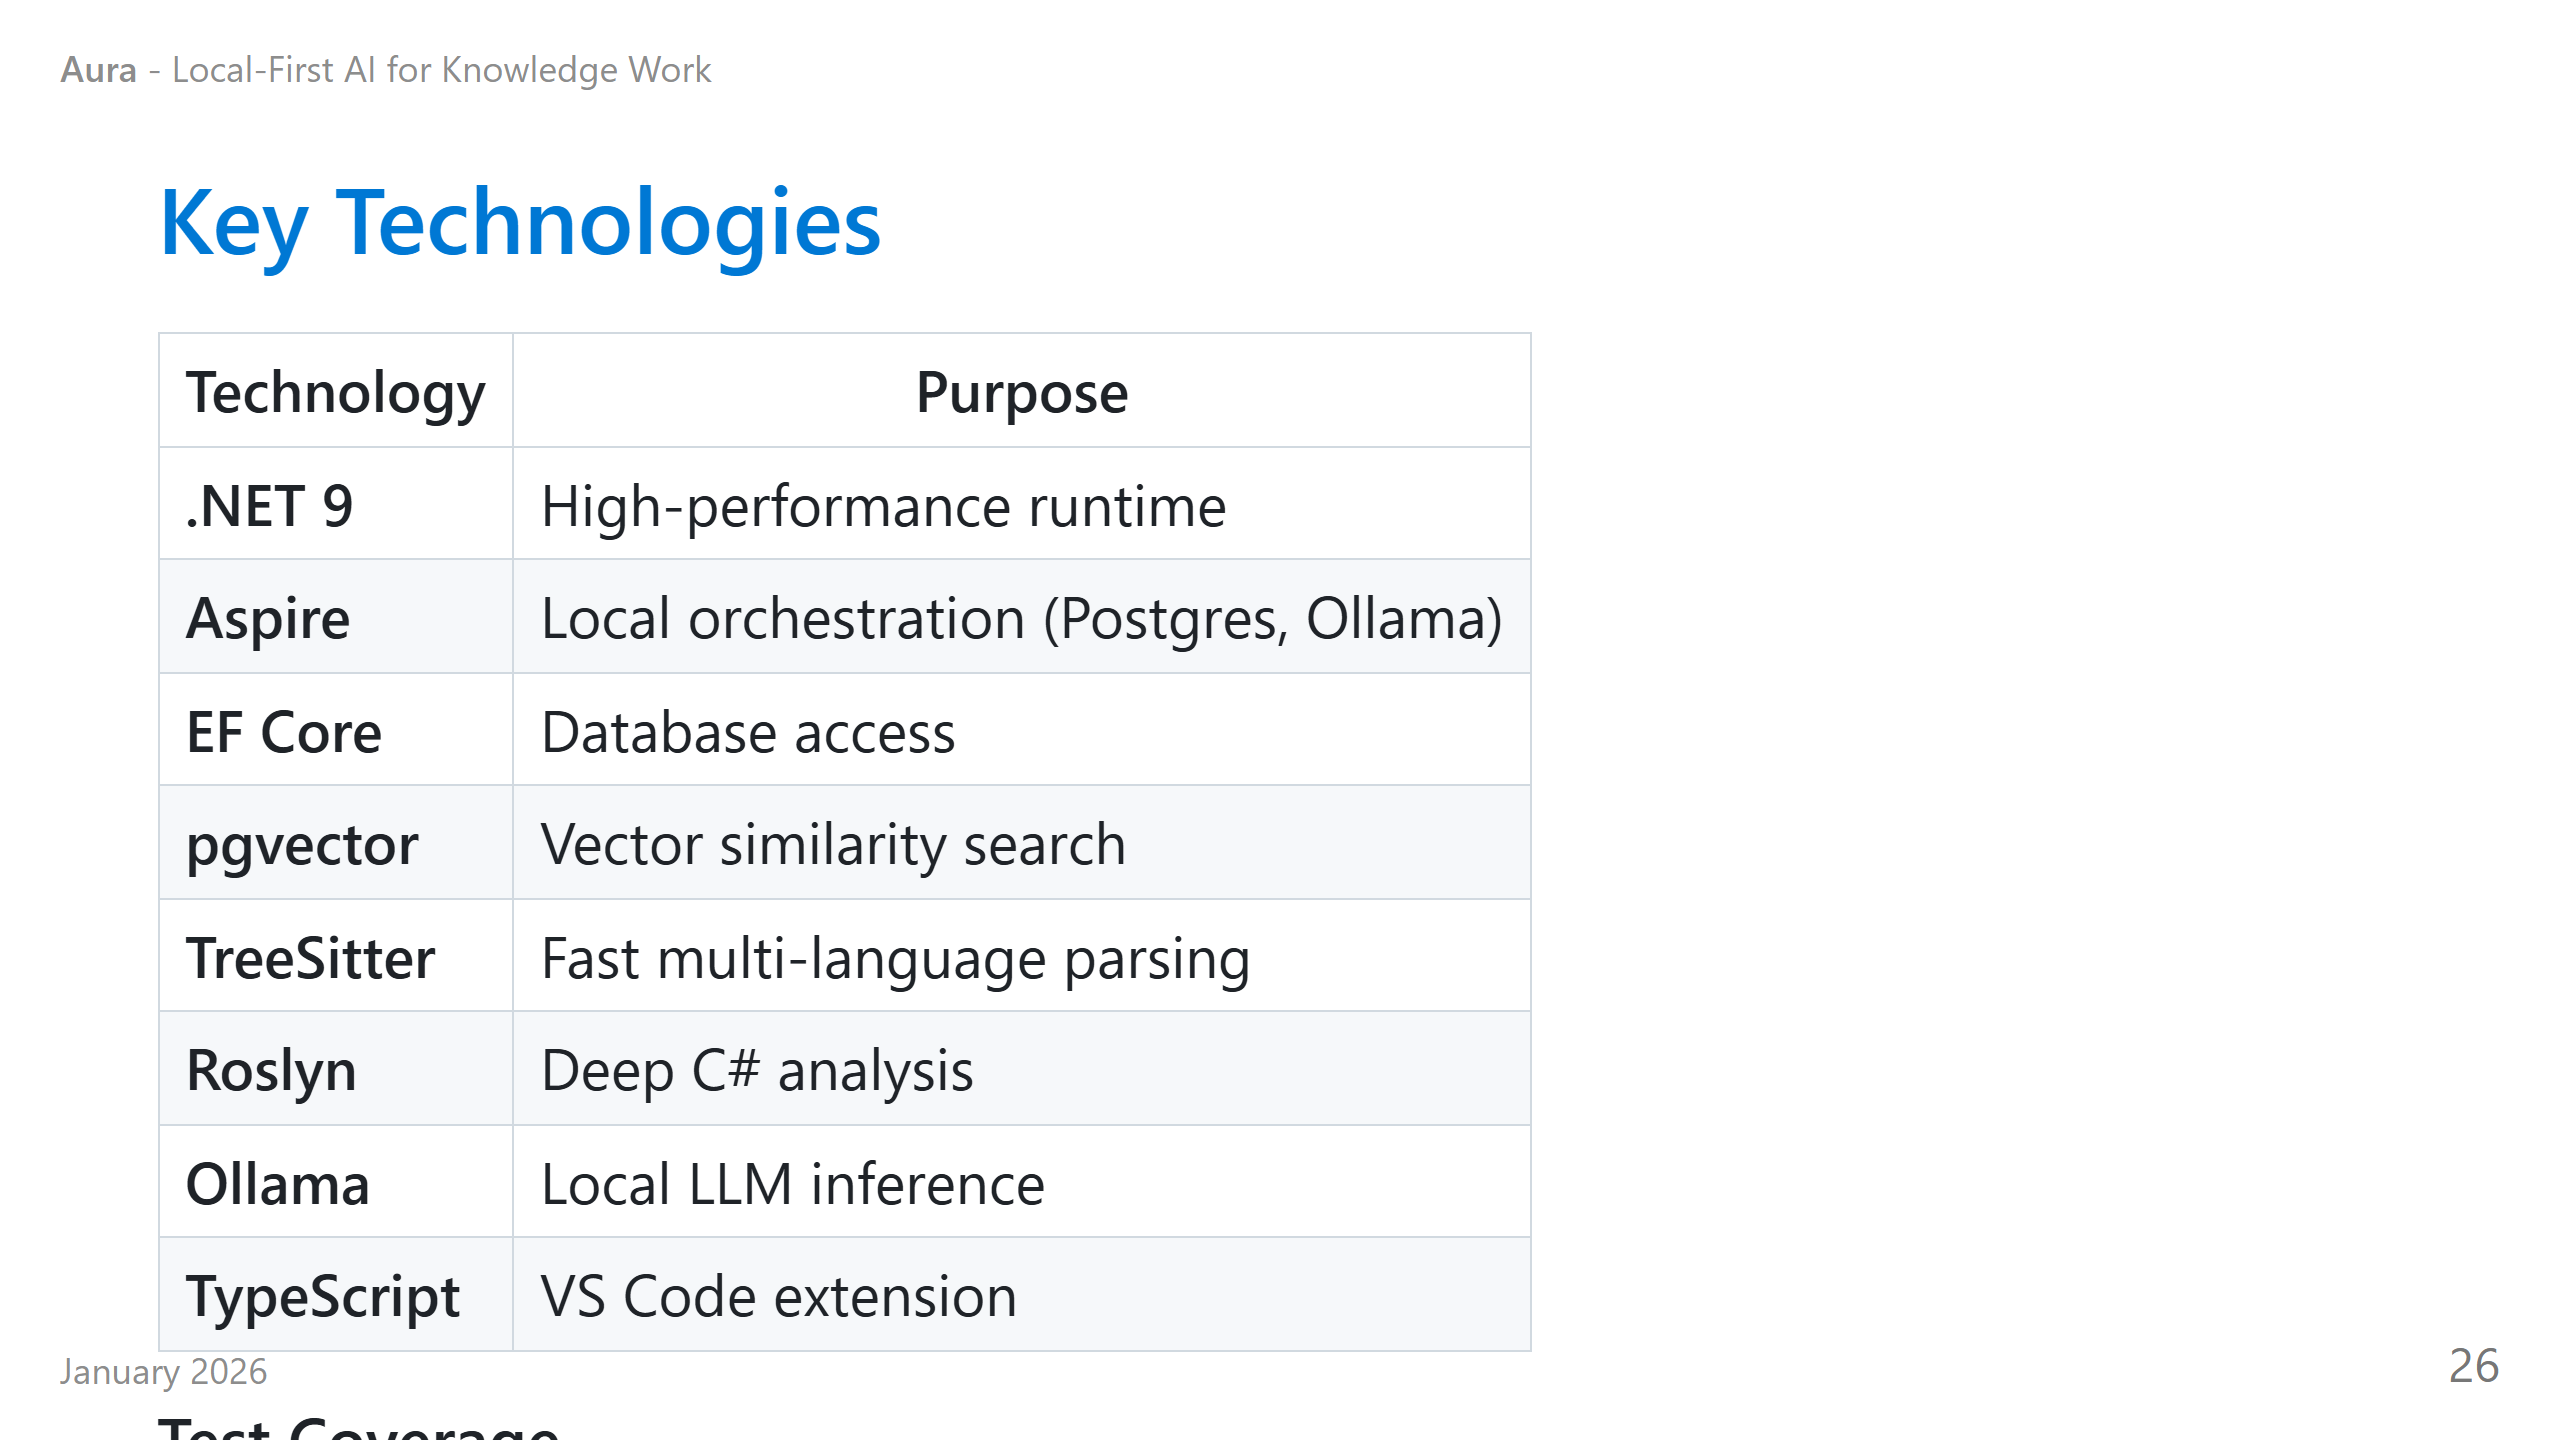 Aura - Local-First AI for Knowledge Work
Key Technologies
Technology Purpose
.NET 9 High-performance runtime
Aspire Local orchestration (Postgres, Ollama)
EF Core Database access
pgvector Vector similarity search
TreeSitter Fast multi-language parsing
Roslyn Deep C# analysis
Ollama Local LLM inference
TypeScript VS Code extension
January 2026
26
Test Coverage